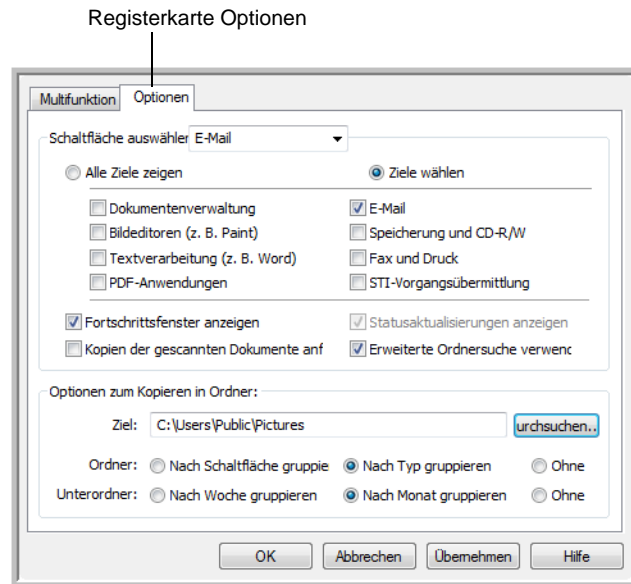 Registerkarte Optionen
Multifunktion Optionen
Schaltfläche auswähler E-Mail
Alle Ziele zeigen Ziele wählen
Dokumentenverwaltung E-Mail
Bildeditoren (z. B. Paint) Speicherung und CD-R/W
Textverarbeitung (z. B. Word) Fax und Druck
PDF-Anwendungen STI-Vorgangsübermittlung
Fortschrittsfenster anzeigen Statusaktualisierungen anzeigen
Kopien der gescannten Dokumente anf Erweiterte Ordnersuche verwenc
Optionen zum Kopieren in Ordner:
Ziel: C:\Users\Public\Pictures urchsuchen..
Ordner: Nach Schaltfläche gruppie Nach Typ gruppieren Ohne
Unterordner: Nach Woche gruppieren Nach Monat gruppieren Ohne
OK Abbrechen Übernehmen Hilfe